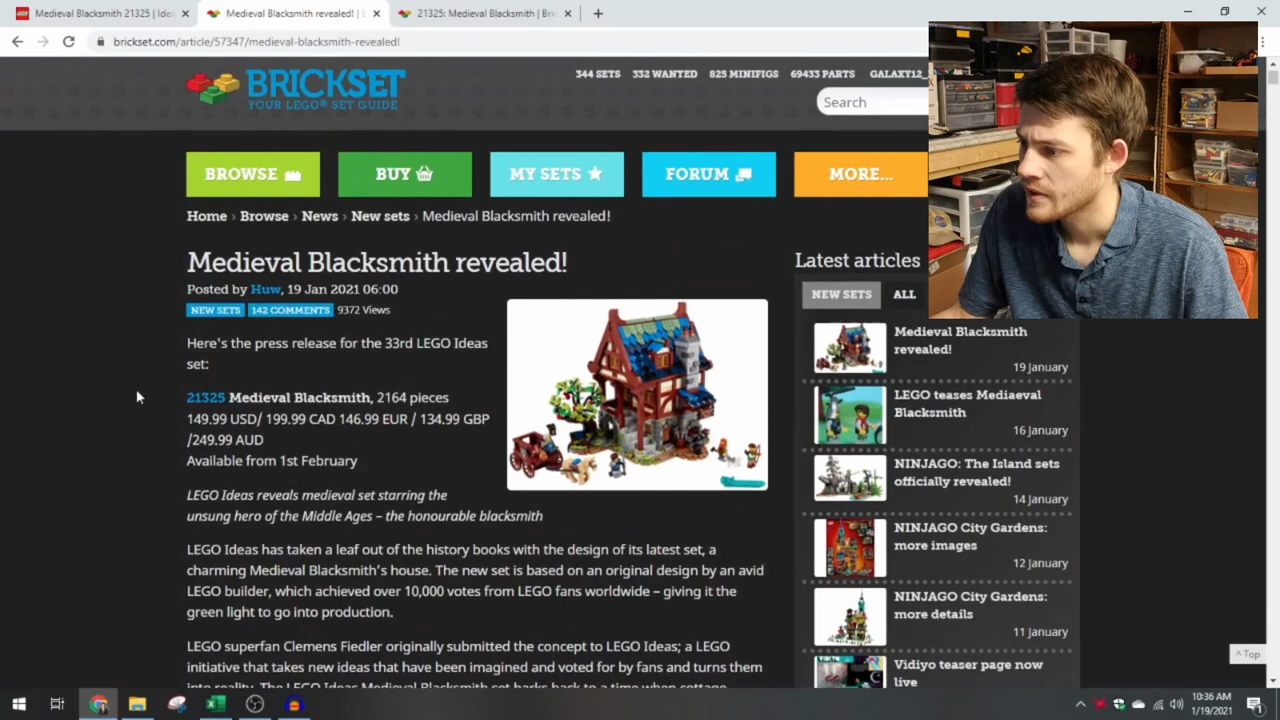 Medieval Blacksmith 21325 | Idea
Medieval Blacksmith revealed! | B
21325: Medieval Blacksmith | Bric
brickset.com/article/57347/medieval-blacksmith-revealed!
BRICKSET
YOUR LEGO® SET GUIDE
344 SETS 332 WANTED 825 MINIFIGS 69433 PARTS GALAXY12_
Search
BROWSE BUY MY SETS FORUM MORE...
Home › Browse › News › New sets › Medieval Blacksmith revealed!
Medieval Blacksmith revealed!
Posted by Huw, 19 Jan 2021 06:00
NEW SETS 142 COMMENTS 9372 Views
Here's the press release for the 33rd LEGO Ideas
set:
21325 Medieval Blacksmith, 2164 pieces
149.99 USD/ 199.99 CAD 146.99 EUR / 134.99 GBP
/249.99 AUD
Available from 1st February
LEGO Ideas reveals medieval set starring the
unsung hero of the Middle Ages – the honourable blacksmith
LEGO Ideas has taken a leaf out of the history books with the design of its latest set, a
charming Medieval Blacksmith's house. The new set is based on an original design by an avid
LEGO builder, which achieved over 10,000 votes from LEGO fans worldwide – giving it the
green light to go into production.
LEGO superfan Clemens Fiedler originally submitted the concept to LEGO Ideas; a LEGO
initiative that takes new ideas that have been imagined and voted for by fans and turns them
Latest articles
NEW SETS ALL
Medieval Blacksmith
revealed!
19 January
LEGO teases Mediaeval
Blacksmith
16 January
NINJAGO: The Island sets
officially revealed!
14 January
NINJAGO City Gardens:
more images
12 January
NINJAGO City Gardens:
more details
11 January
Vidiyo teaser page now
live
^ Top
10:36 AM
1/19/2021